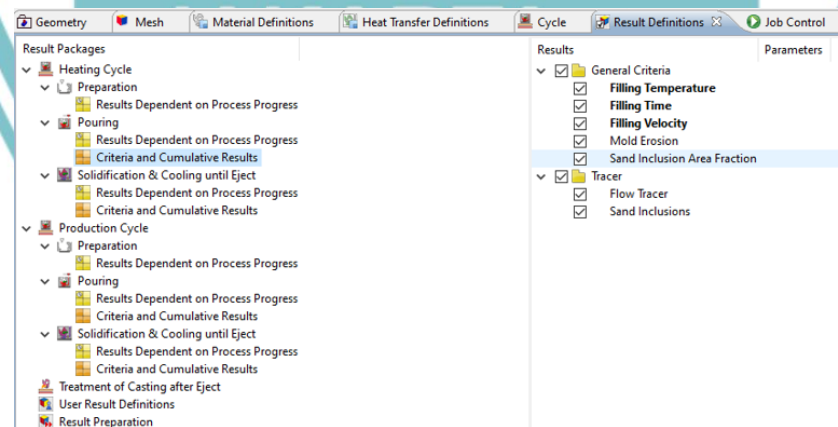 Geometry Mesh Material Definitions Heat Transfer Definitions Cycle Result Definitions Job Control
Result Packages
Heating Cycle
Preparation
Results Dependent on Process Progress
Pouring
Results Dependent on Process Progress
Criteria and Cumulative Results
Solidification & Cooling until Eject
Results Dependent on Process Progress
Criteria and Cumulative Results
Production Cycle
Preparation
Results Dependent on Process Progress
Pouring
Results Dependent on Process Progress
Criteria and Cumulative Results
Solidification & Cooling until Eject
Results Dependent on Process Progress
Criteria and Cumulative Results
Treatment of Casting after Eject
User Result Definitions
Result Preparation
Results Parameters
General Criteria
Filling Temperature
Filling Time
Filling Velocity
Mold Erosion
Sand Inclusion Area Fraction
Tracer
Flow Tracer
Sand Inclusions